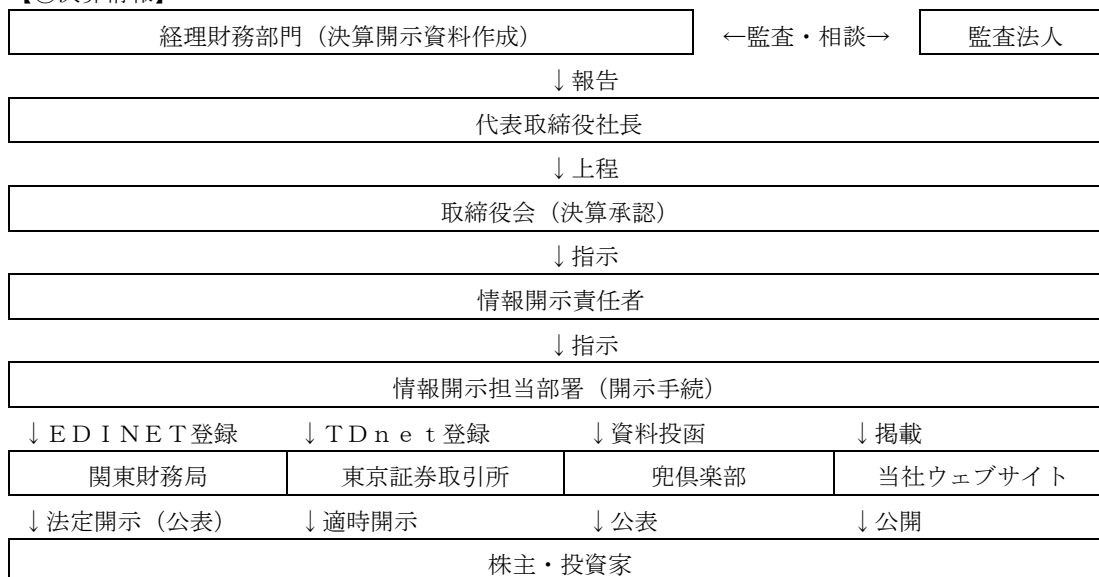 【②決算情報】
経理財務部門（決算開示資料作成） ←監査・相談→ 監査法人
↓報告
代表取締役社長
↓上程
取締役会（決算承認）
↓指示
情報開示責任者
↓指示
情報開示担当部署（開示手続）
↓ＥＤＩＮＥＴ登録 ↓ＴＤｎｅｔ登録 ↓資料投函 ↓掲載
関東財務局 東京証券取引所 兜倶楽部 当社ウェブサイト
↓法定開示（公表） ↓適時開示 ↓公表 ↓公開
株主・投資家